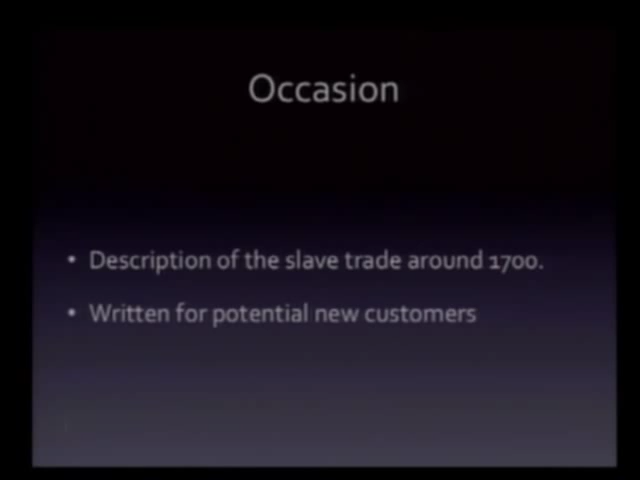 Occasion
• Description of the slave trade around 1700.
• Written for potential new customers